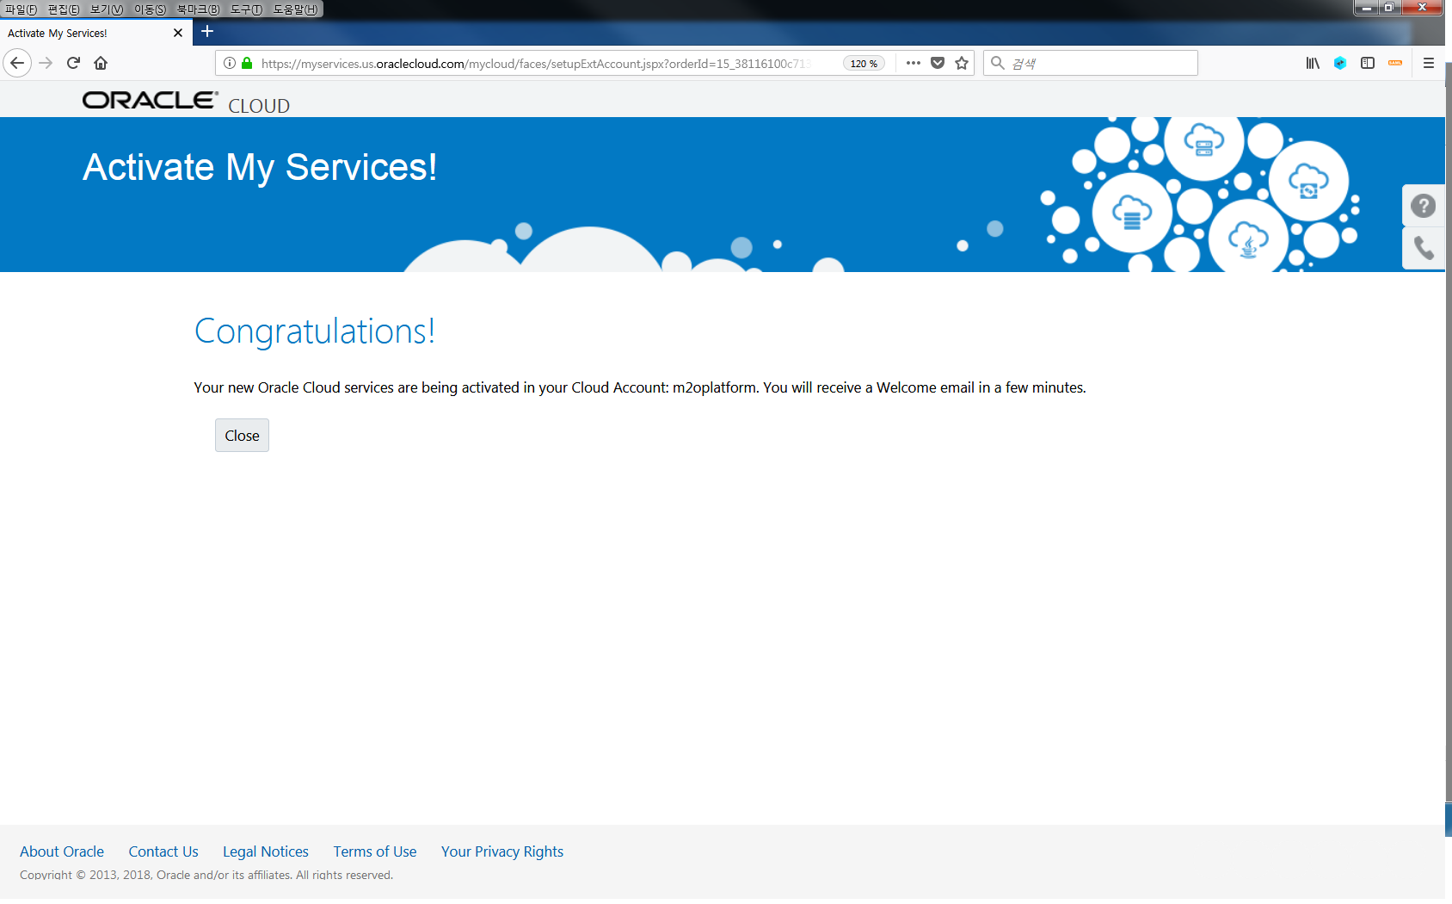 파일(F) 편집(E) 보기(V) 이동(S) 북마크(B) 도구(T) 도움말(H)
Activate My Services!
https://myservices.us.oraclecloud.com/mycloud/faces/setupExtAccount.jspx?orderId=15_38116100c713 120 % 검색
ORACLE® CLOUD
Activate My Services!
Congratulations!
Your new Oracle Cloud services are being activated in your Cloud Account: m2oplatform. You will receive a Welcome email in a few minutes.
Close
About Oracle Contact Us Legal Notices Terms of Use Your Privacy Rights
Copyright © 2013, 2018, Oracle and/or its affiliates. All rights reserved.